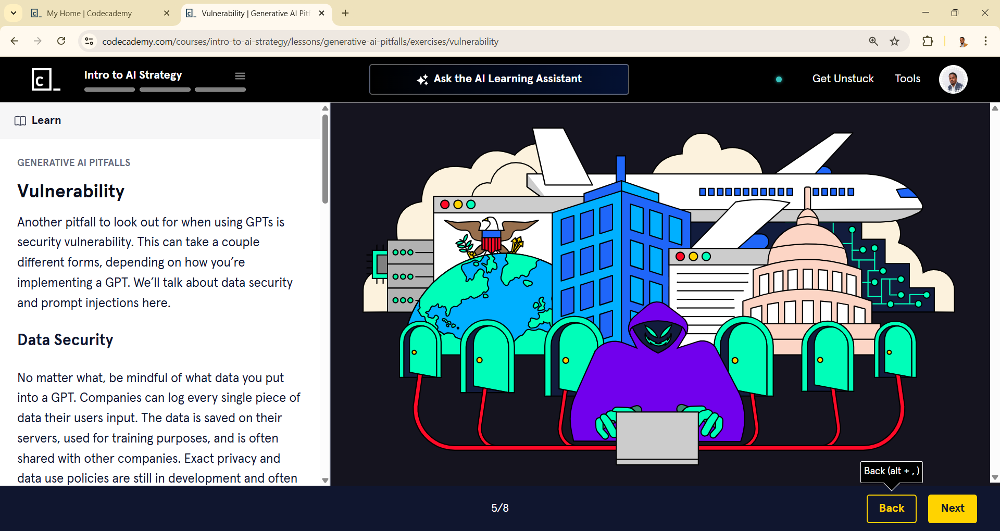 My Home | Codecademy
Vulnerability | Generative AI Pitf
codecademy.com/courses/intro-to-ai-strategy/lessons/generative-ai-pitfalls/exercises/vulnerability
c_
Intro to AI Strategy
Ask the AI Learning Assistant
Get Unstuck
Tools
Learn
GENERATIVE AI PITFALLS
Vulnerability
Another pitfall to look out for when using GPTs is
security vulnerability. This can take a couple
different forms, depending on how you’re
implementing a GPT. We’ll talk about data security
and prompt injections here.
Data Security
No matter what, be mindful of what data you put
into a GPT. Companies can log every single piece of
data their users input. The data is saved on their
servers, used for training purposes, and is often
shared with other companies. Exact privacy and
data use policies are still in development and often
Back (alt + , )
5/8
Back
Next